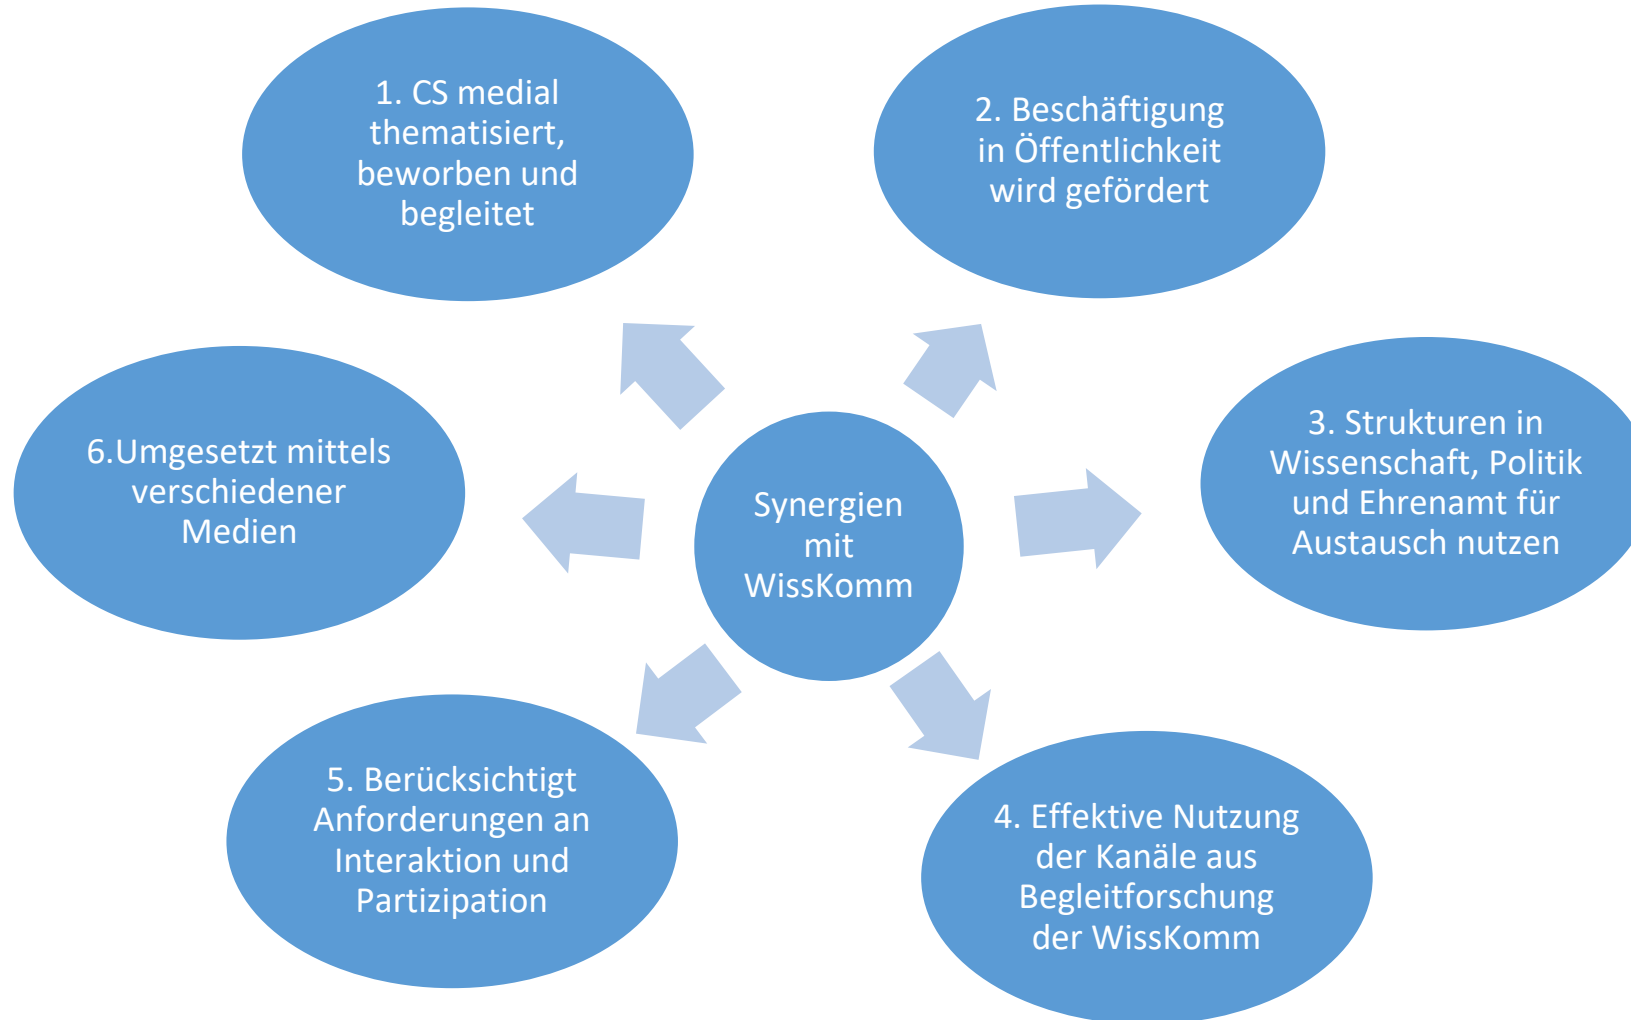 1. CS medial
thematisiert,
beworben und
begleitet
2. Beschäftigung
in Öffentlichkeit
wird gefördert
3. Strukturen in
Wissenschaft, Politik
und Ehrenamt für
Austausch nutzen
4. Effektive Nutzung
der Kanäle aus
Begleitforschung
der WissKomm
5. Berücksichtigt
Anforderungen an
Interaktion und
Partizipation
6.Umgesetzt mittels
verschiedener
Medien
Synergien
mit
WissKomm